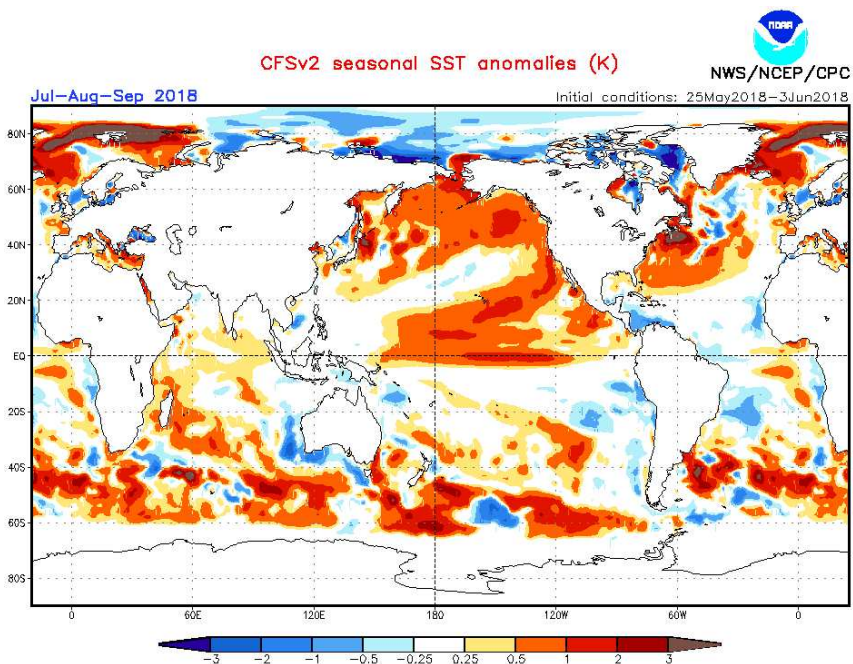 NOAA
CFSv2 seasonal SST anomalies (K)
NWS/NCEP/CPC
Jul-Aug-Sep 2018
Initial conditions: 25May2018-3Jun2018
80N
60N
40N
20N
EQ
20S
40S
60S
80S
0 60E 120E 180 120W 60W 0
-3 -2 -1 -0.5 -0.25 0.25 0.5 1 2 3